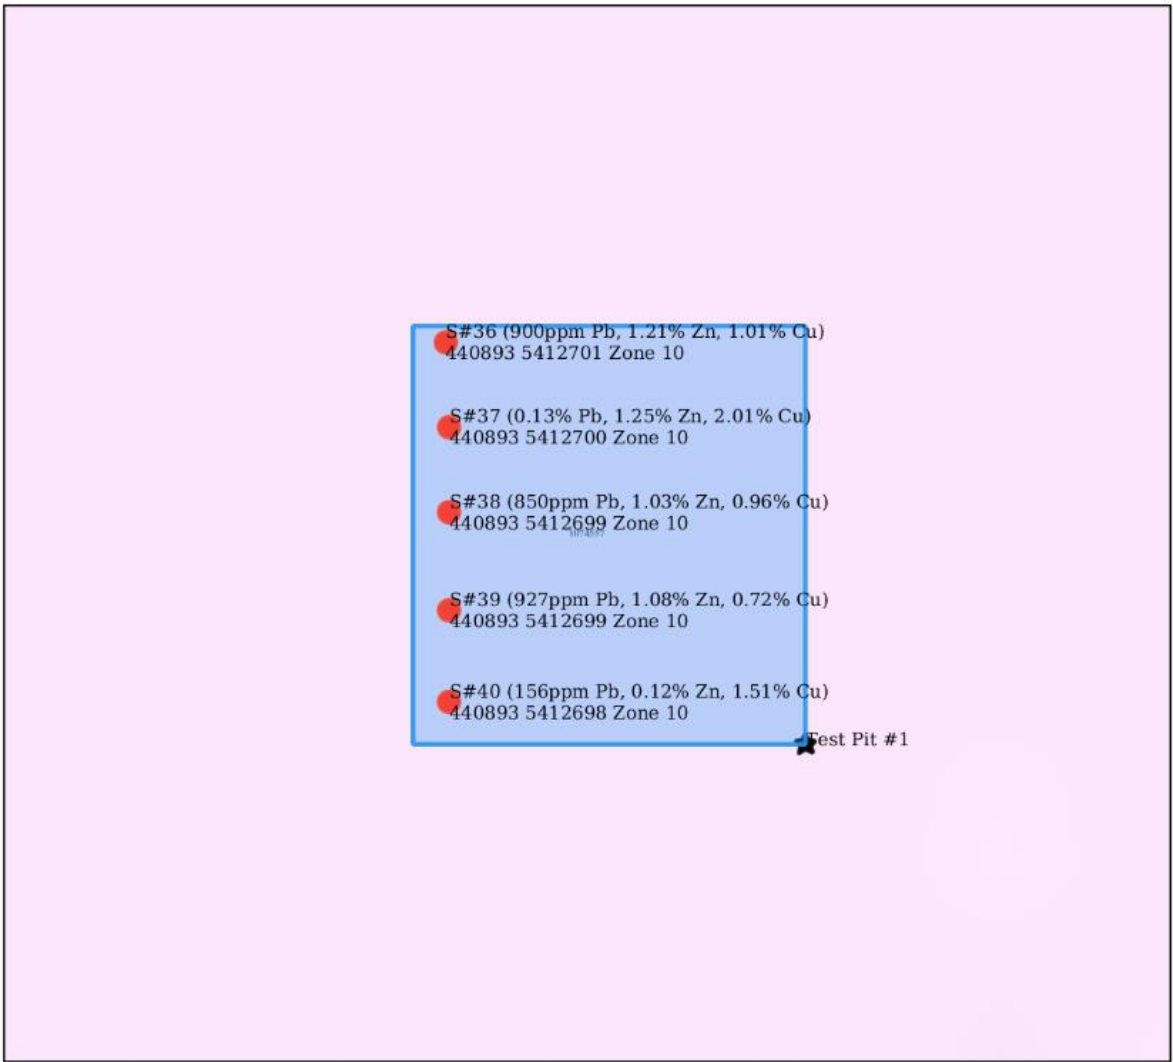 S#36 (900ppm Pb, 1.21% Zn, 1.01% Cu)
440893 5412701 Zone 10
S#37 (0.13% Pb, 1.25% Zn, 2.01% Cu)
440893 5412700 Zone 10
S#38 (850ppm Pb, 1.03% Zn, 0.96% Cu)
440893 5412699 Zone 10
S#39 (927ppm Pb, 1.08% Zn, 0.72% Cu)
440893 5412699 Zone 10
S#40 (156ppm Pb, 0.12% Zn, 1.51% Cu)
440893 5412698 Zone 10
Test Pit #1